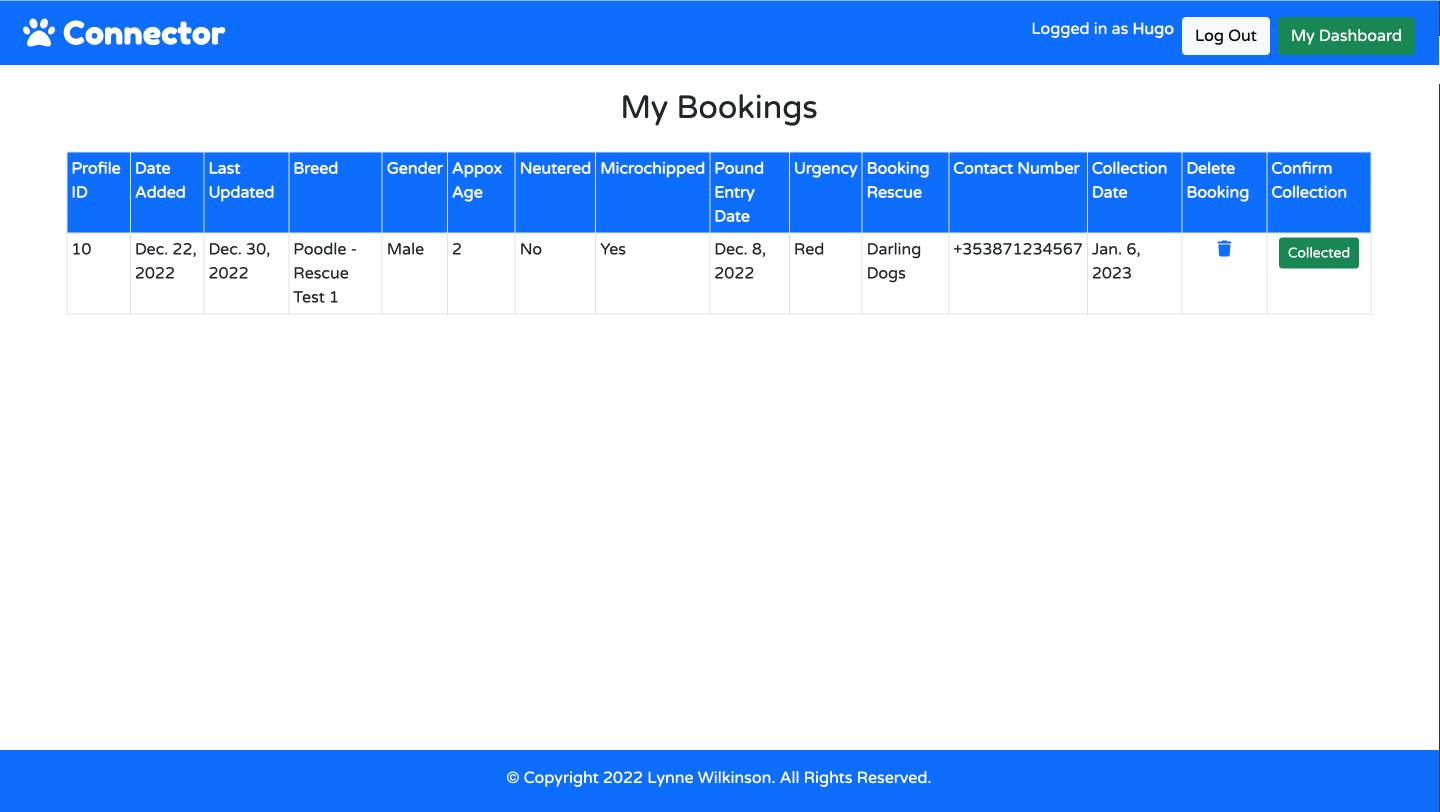 Connector
Logged in as Hugo
Log Out
My Dashboard
My Bookings
Profile ID
Date Added
Last Updated
Breed
Gender
Appox Age
Neutered
Microchipped
Pound Entry Date
Urgency
Booking Rescue
Contact Number
Collection Date
Delete Booking
Confirm Collection
10
Dec. 22, 2022
Dec. 30, 2022
Poodle - Rescue Test 1
Male
2
No
Yes
Dec. 8, 2022
Red
Darling Dogs
+353871234567
Jan. 6, 2023
Collected
© Copyright 2022 Lynne Wilkinson. All Rights Reserved.